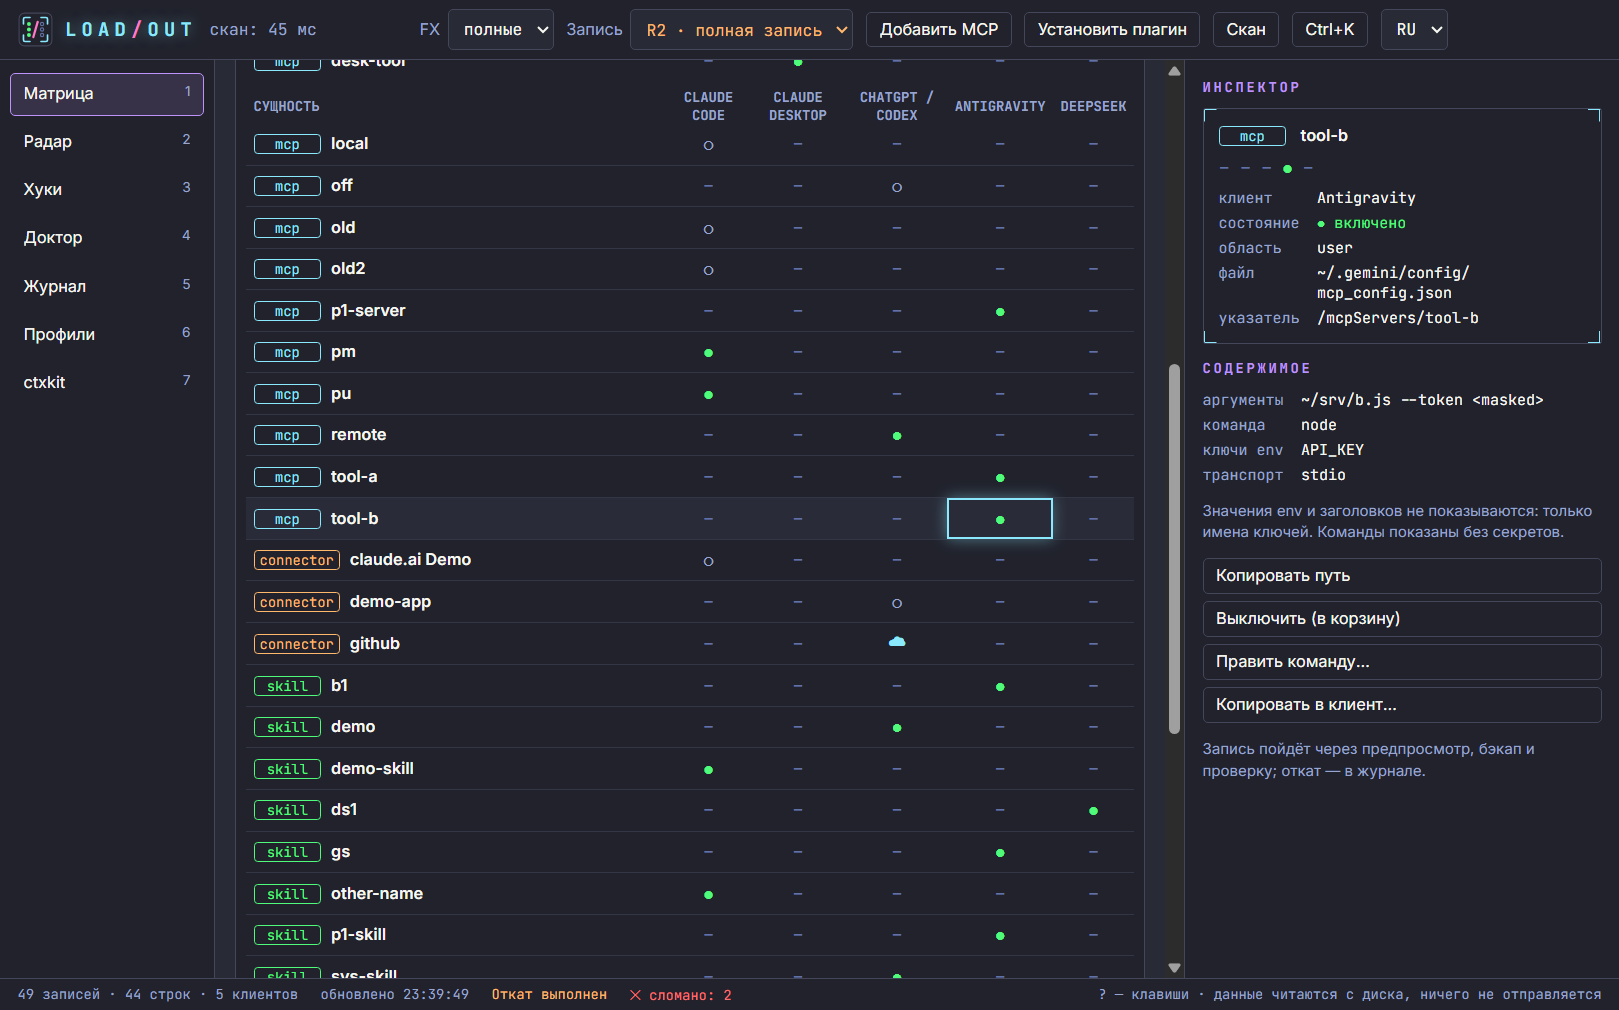 LOAD/OUT скан: 45 мс FX полные Запись R2 · полная запись Добавить MCP Установить плагин Скан Ctrl+K RU
Матрица 1
Радар 2
Хуки 3
Доктор 4
Журнал 5
Профили 6
ctxkit 7
mcp desk-tool — ● — — —
СУЩНОСТЬ CLAUDE CODE CLAUDE DESKTOP CHATGPT / CODEX ANTIGRAVITY DEEPSEEK
mcp local ○ — — — —
mcp off — — ○ — —
mcp old ○ — — — —
mcp old2 ○ — — — —
mcp p1-server — — — ● —
mcp pm ● — — — —
mcp pu ● — — — —
mcp remote — — ● — —
mcp tool-a — — — ● —
mcp tool-b — — — ● —
connector claude.ai Demo ○ — — — —
connector demo-app — — ○ — —
connector github — — — —
skill b1 — — — ● —
skill demo — — ● — —
skill demo-skill ● — — — —
skill ds1 — — — — ●
skill gs — — — ● —
skill other-name ● — — — —
skill p1-skill — — — ● —
skill sys-skill — — ● — —
ИНСПЕКТОР
mcp tool-b
— — — ● —
клиент Antigravity
состояние ● включено
область user
файл ~/.gemini/config/
mcp_config.json
указатель /mcpServers/tool-b
СОДЕРЖИМОЕ
аргументы ~/srv/b.js --token <masked>
команда node
ключи env API_KEY
транспорт stdio
Значения env и заголовков не показываются: только
имена ключей. Команды показаны без секретов.
Копировать путь
Выключить (в корзину)
Править команду...
Копировать в клиент...
Запись пойдёт через предпросмотр, бэкап и
проверку; откат — в журнале.
49 записей · 44 строк · 5 клиентов обновлено 23:39:49 Откат выполнен ✕ сломано: 2 ? — клавиши · данные читаются с диска, ничего не отправляется